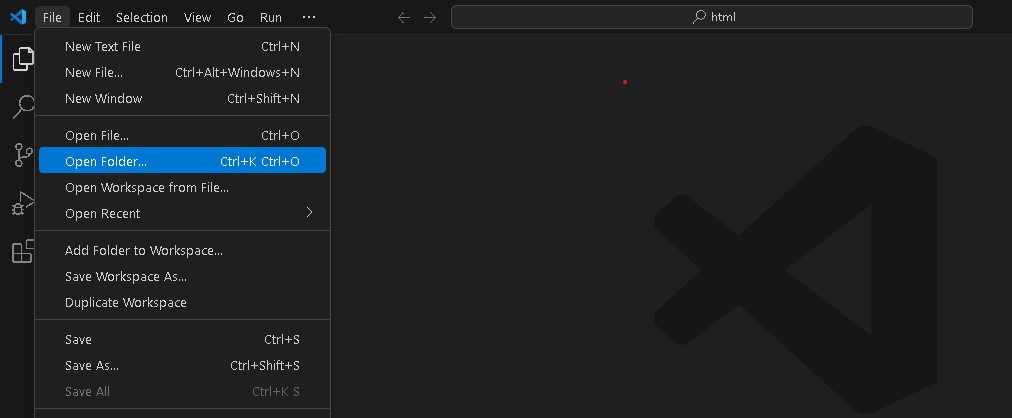 File Edit Selection View Go Run ···
html
New Text File Ctrl+N
New File... Ctrl+Alt+Windows+N
New Window Ctrl+Shift+N
Open File... Ctrl+O
Open Folder... Ctrl+K Ctrl+O
Open Workspace from File...
Open Recent
Add Folder to Workspace...
Save Workspace As...
Duplicate Workspace
Save Ctrl+S
Save As... Ctrl+Shift+S
Save All Ctrl+K S